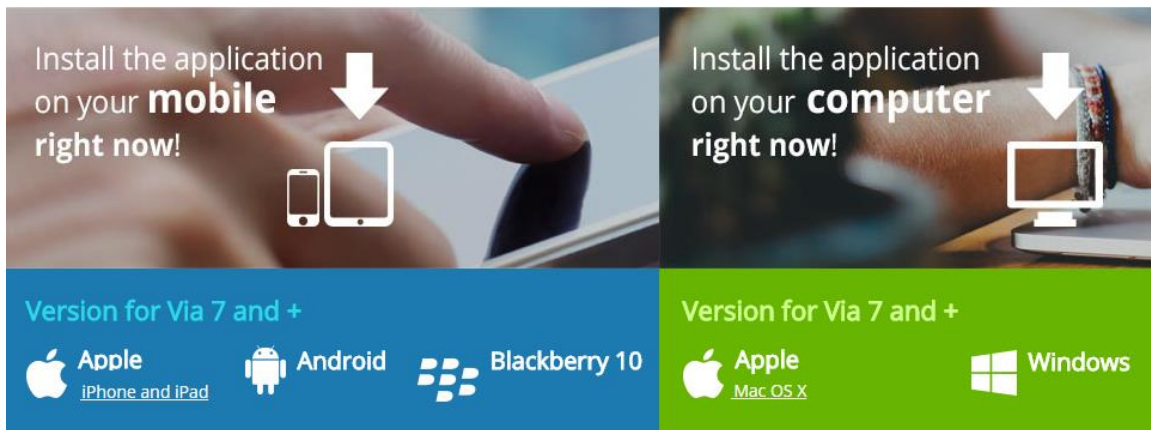 Install the application
on your mobile
right now!
Version for Via 7 and +
Apple
iPhone and iPad
Android
Blackberry 10
Install the application
on your computer
right now!
Version for Via 7 and +
Apple
Mac OS X
Windows